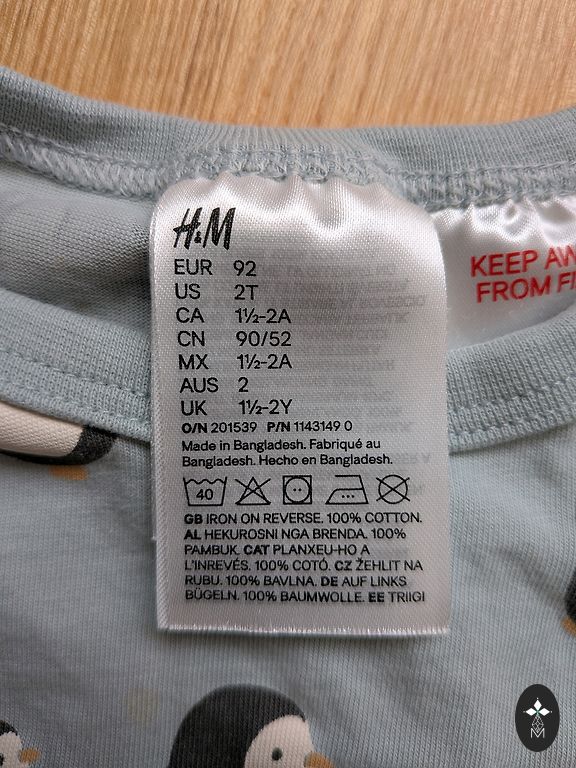 H&M
EUR 92
US 2T
CA 1½-2A
CN 90/52
MX 1½-2A
AUS 2
UK 1½-2Y
O/N 201539 P/N 1143149 0
Made in Bangladesh. Fabriqué au
Bangladesh. Hecho en Bangladesh.
40
GB IRON ON REVERSE. 100% COTTON.
AL HEKUROSNI NGA BRENDA. 100%
PAMBUK. CAT PLANXEU-HO A
L'INREVÉS. 100% COTÓ. CZ ŽEHLIT NA
RUBU. 100% BAVLNA. DE AUF LINKS
BÜGELN. 100% BAUMWOLLE. EE TRIIGI
KEEP AW
FROM FI
M